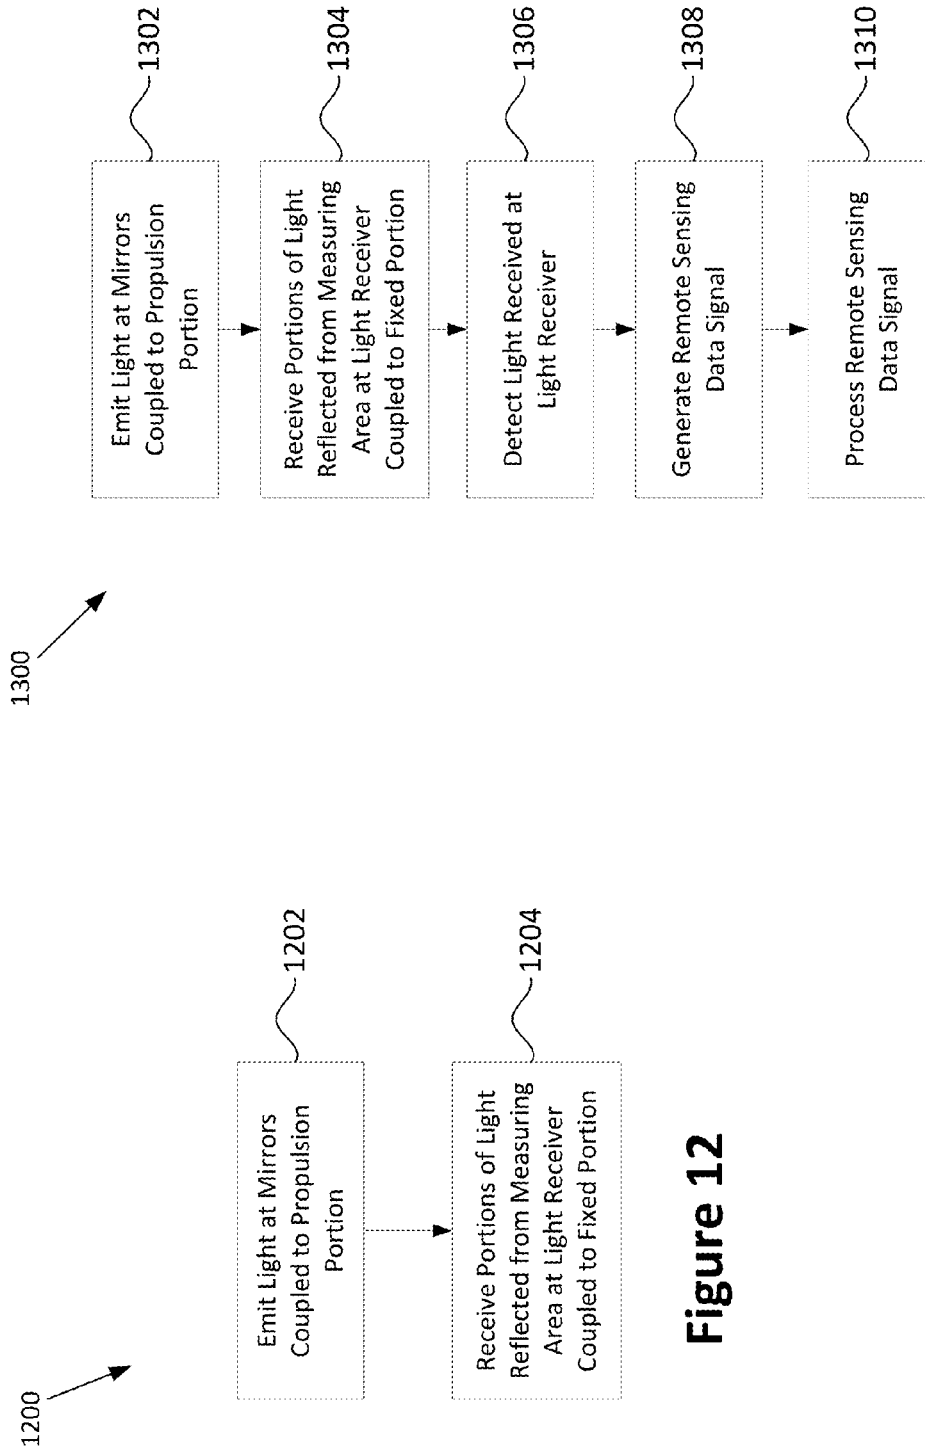 1200
Emit Light at Mirrors
Coupled to Propulsion
Portion
1202
Receive Portions of Light
Reflected from Measuring
Area at Light Receiver
Coupled to Fixed Portion
1204
Figure 12
1300
Emit Light at Mirrors
Coupled to Propulsion
Portion
1302
Receive Portions of Light
Reflected from Measuring
Area at Light Receiver
Coupled to Fixed Portion
1304
Detect Light Received at
Light Receiver
1306
Generate Remote Sensing
Data Signal
1308
Process Remote Sensing
Data Signal
1310